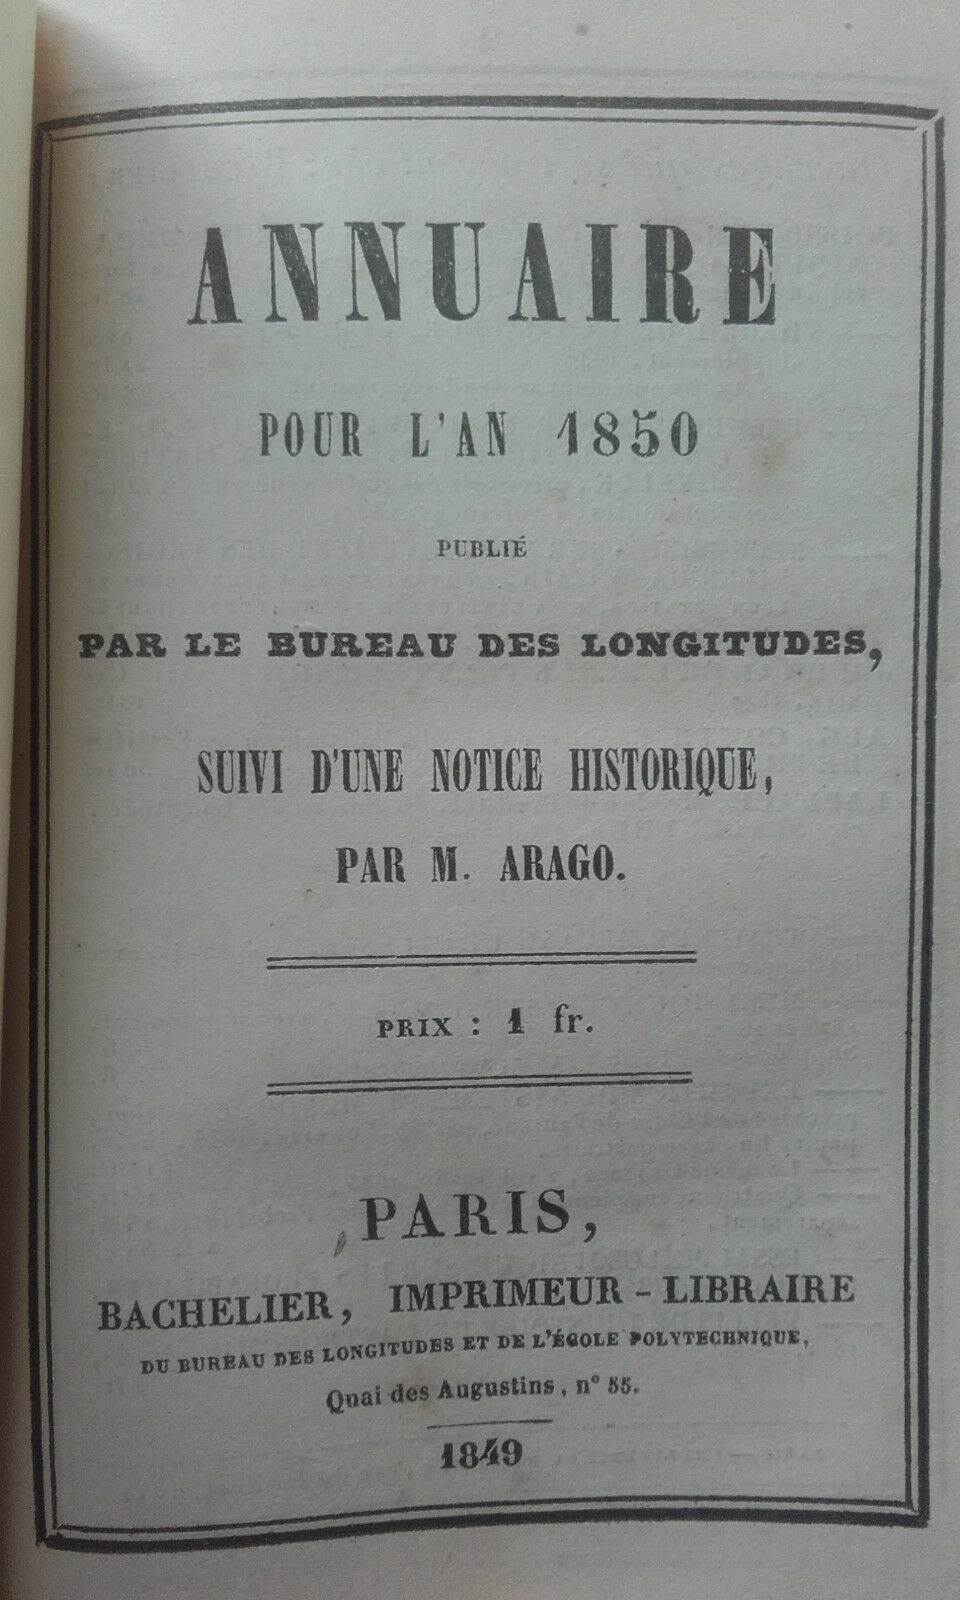 ANNUAIRE
POUR L'AN 1850
PUBLIÉ
PAR LE BUREAU DES LONGITUDES,
SUIVI D'UNE NOTICE HISTORIQUE,
PAR M. ARAGO.
PRIX : 1 fr.
PARIS,
BACHELIER, IMPRIMEUR-LIBRAIRE
DU BUREAU DES LONGITUDES ET DE L'ÉCOLE POLYTECHNIQUE,
Quai des Augustins, n° 55.
1849